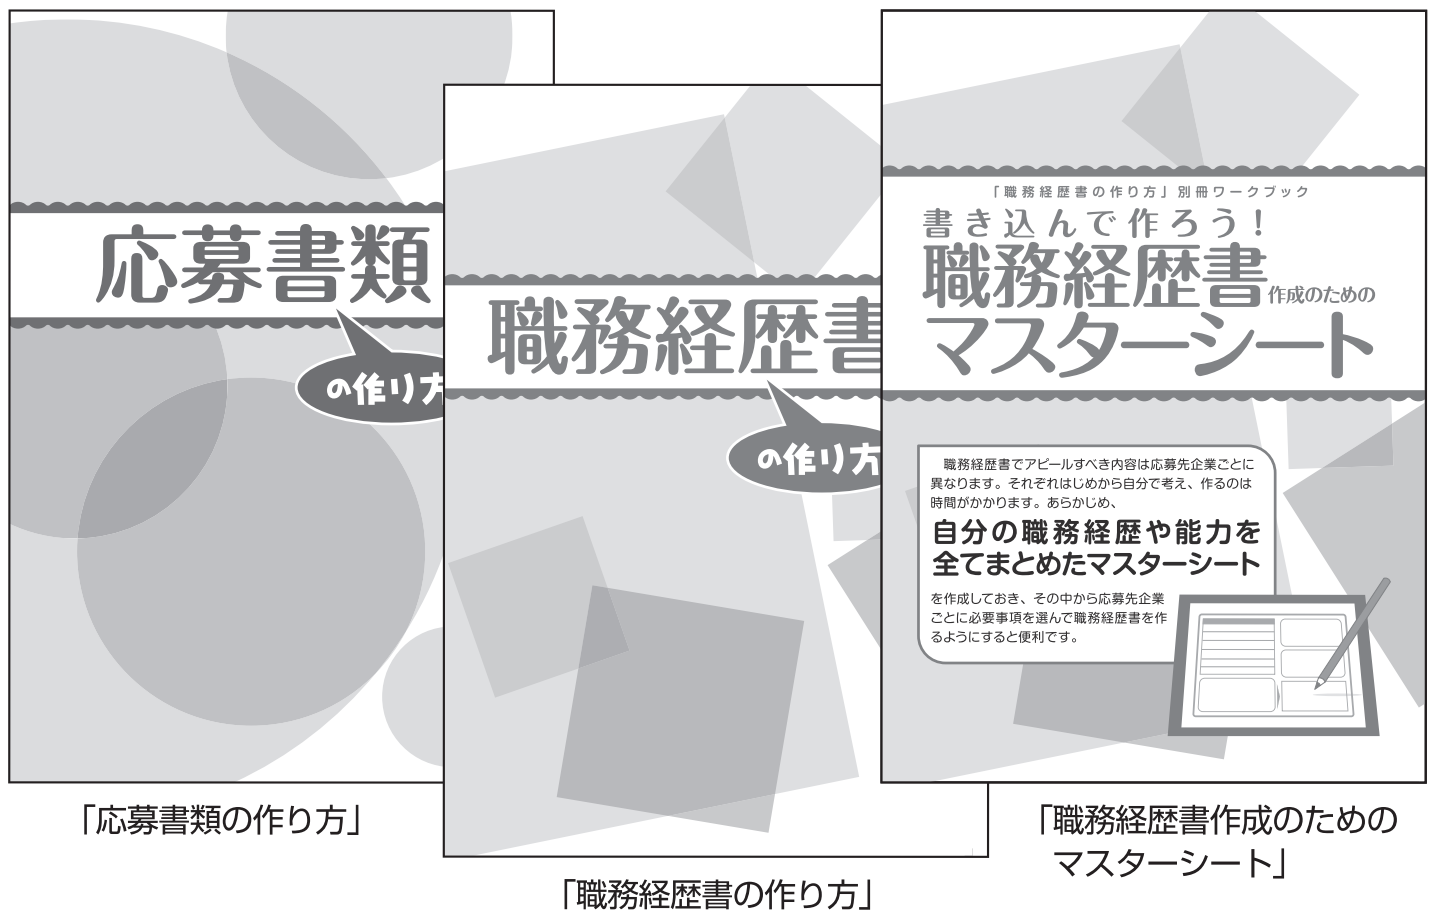 応募書類
の作り方
「応募書類の作り方」
職務経歴書
の作り方
「職務経歴書の作り方」
「職務経歴書の作り方」別冊ワークブック
書き込んで作ろう！
職務経歴書作成のための
マスターシート
職務経歴書でアピールすべき内容は応募先企業ごとに
異なります。それぞれはじめから自分で考え、作るのは
時間がかかります。あらかじめ、
自分の職務経歴や能力を
全てまとめたマスターシート
を作成しておき、その中から応募先企業
ごとに必要事項を選んで職務経歴書を作
るようにすると便利です。
「職務経歴書作成のための
マスターシート」